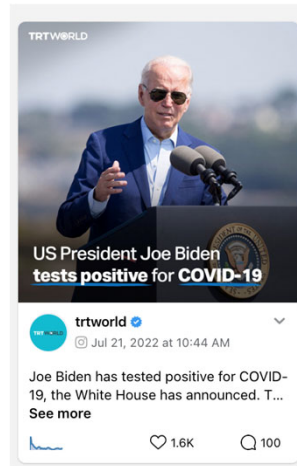 TRTWORLD
US President Joe Biden
tests positive for COVID-19
TRTWORLD
trtworld
Jul 21, 2022 at 10:44 AM
Joe Biden has tested positive for COVID-
19, the White House has announced. T...
See more
1.6K
100